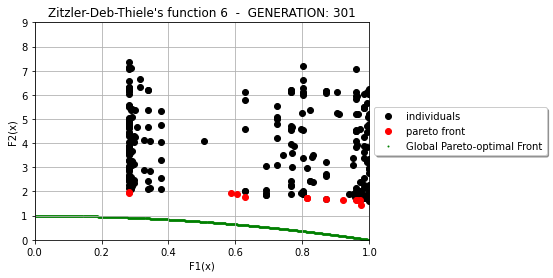 Zitzler-Deb-Thiele's function 6 - GENERATION: 301
F2(x)
9
8
7
6
5
4
3
2
1
0
0.0 0.2 0.4 0.6 0.8 1.0
F1(x)
individuals
pareto front
Global Pareto-optimal Front